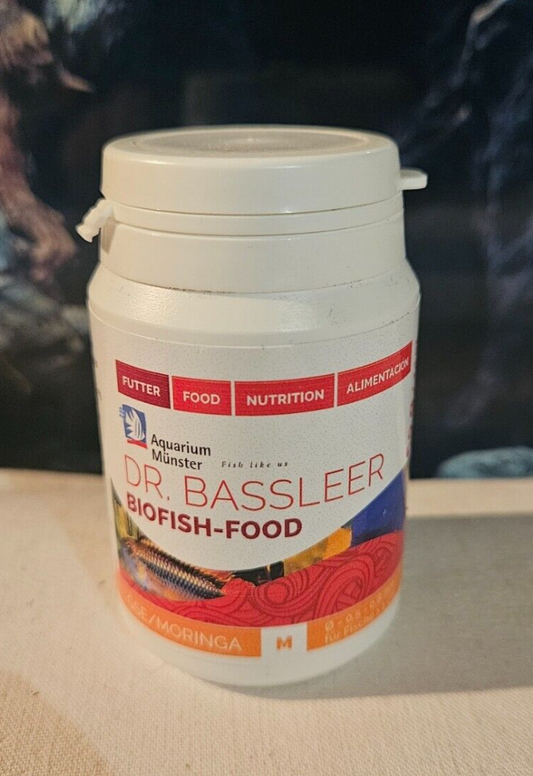 FUTTER FOOD NUTRITION ALIMENTACIÓN
Aquarium
Münster
Fish like us
DR. BASSLEER
BIOFISH-FOOD
/MORINGA M